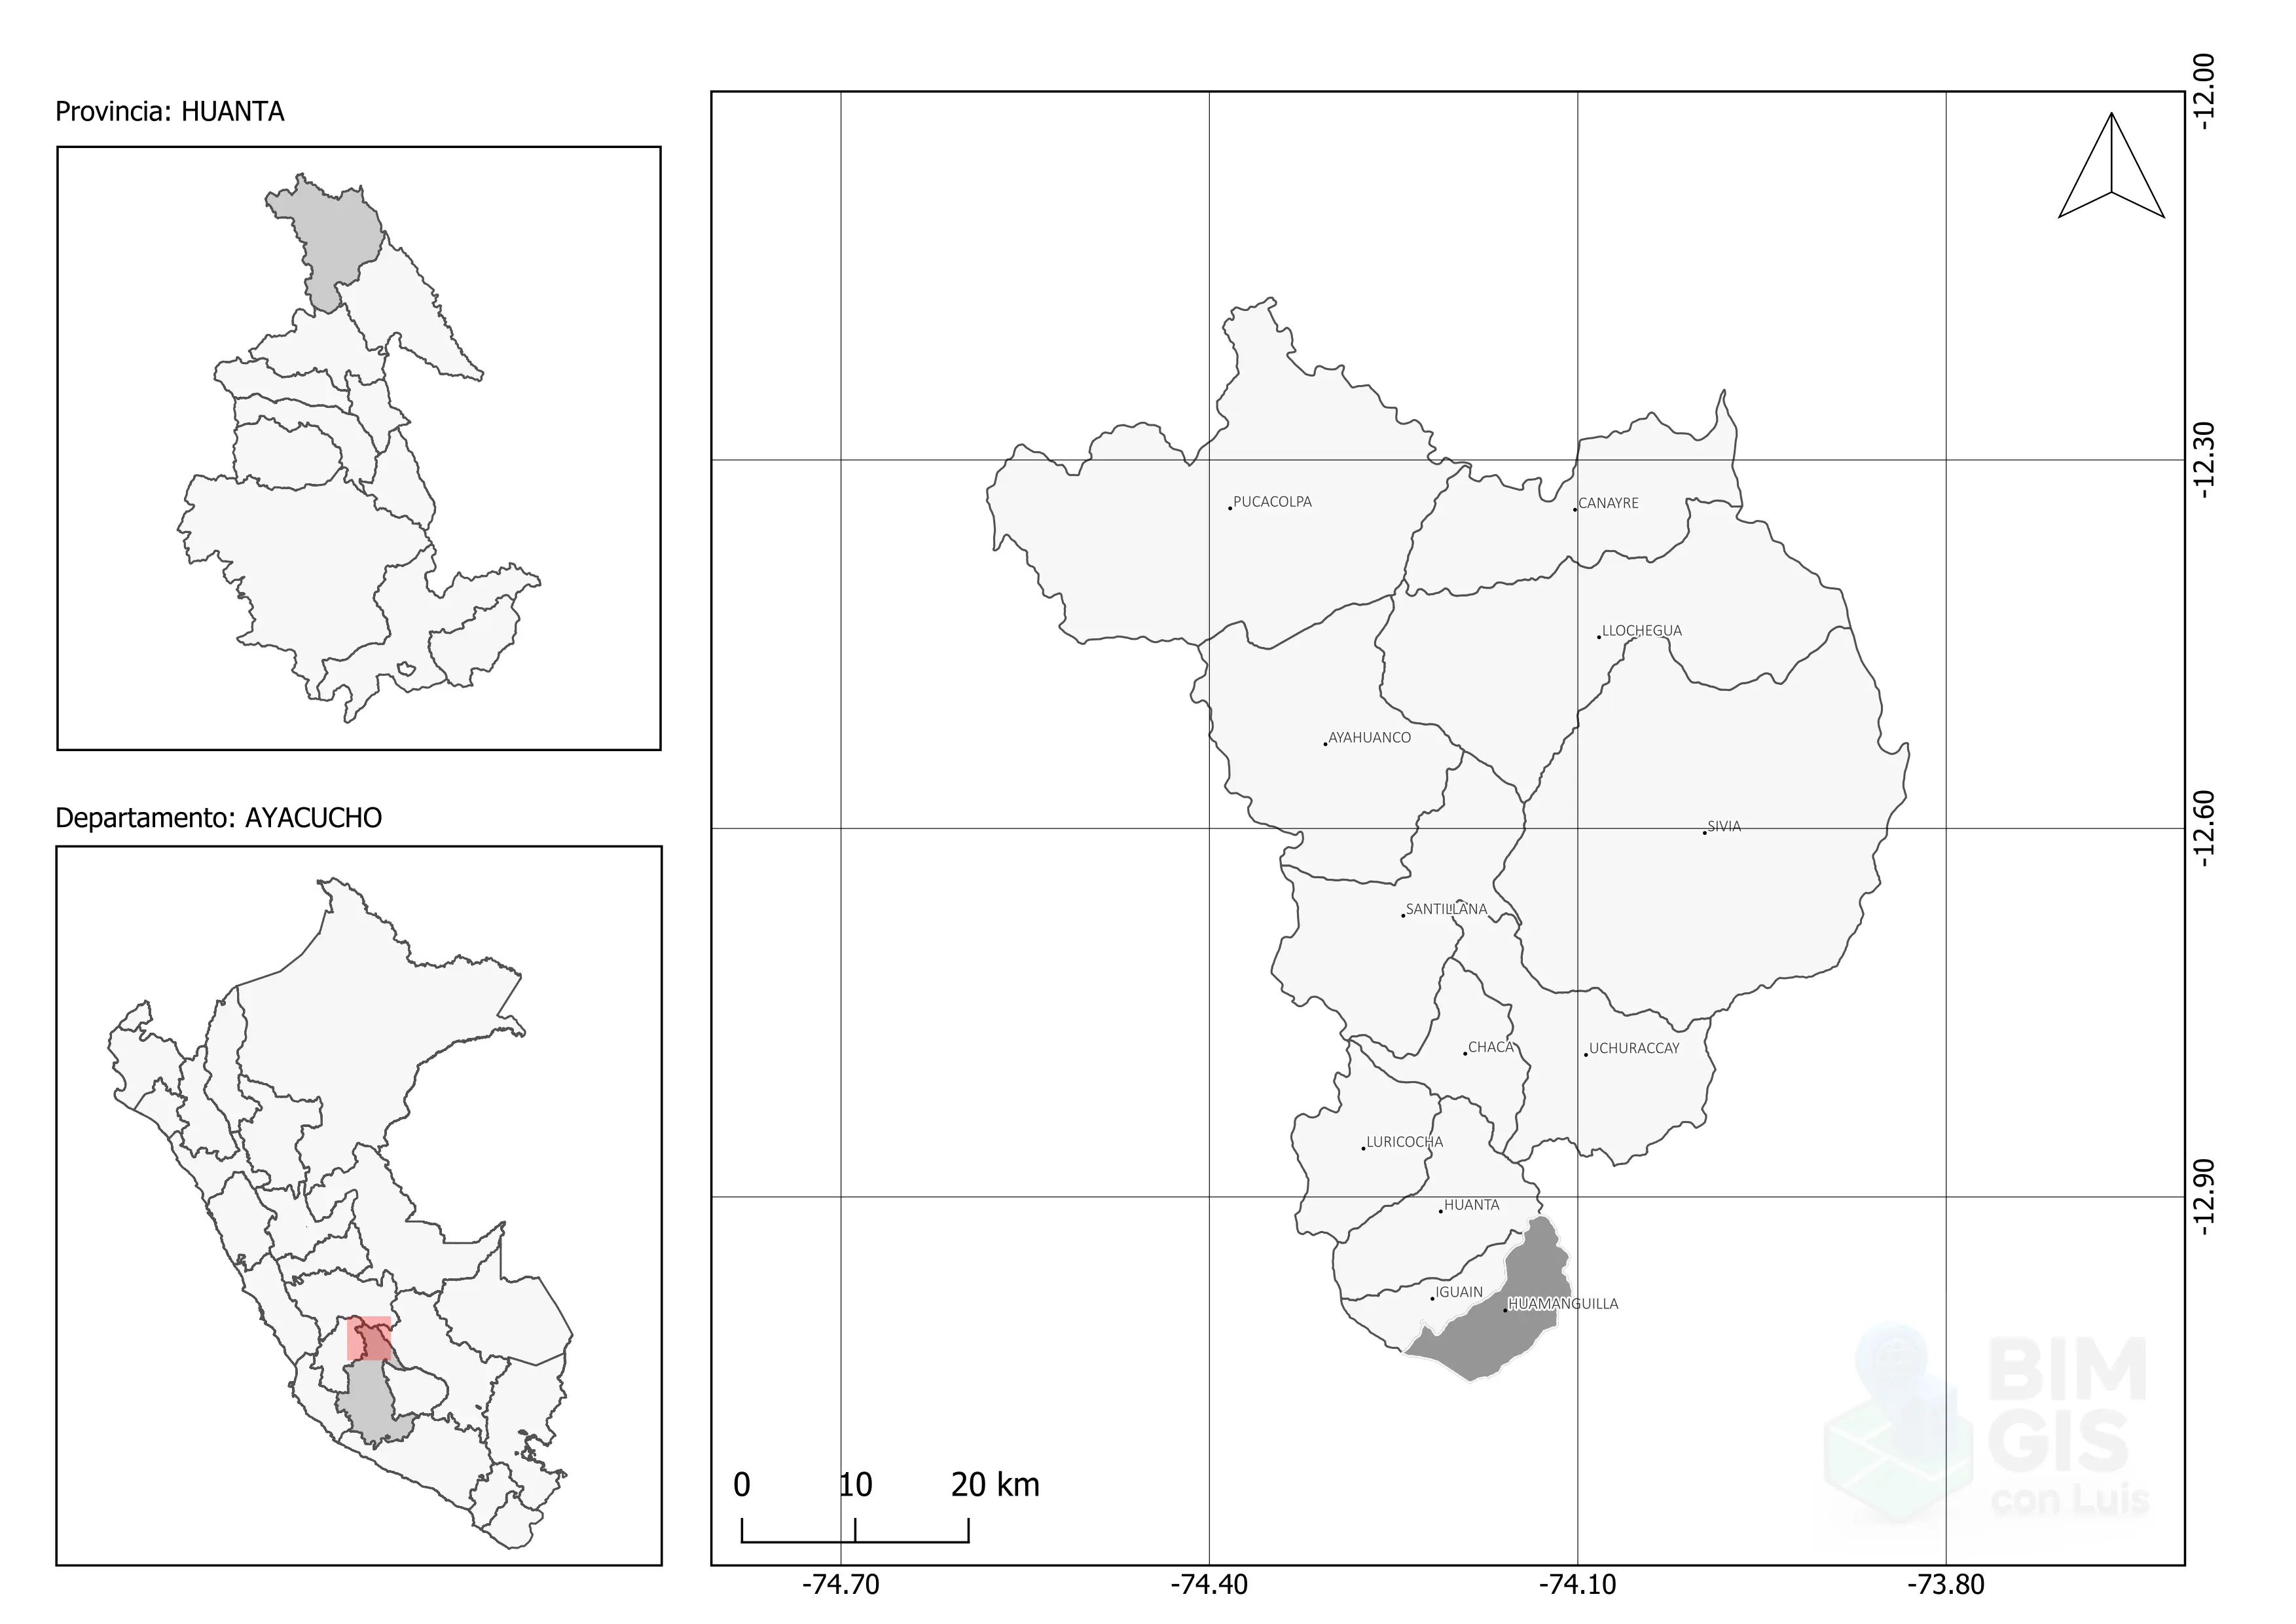 Provincia: HUANTA
Departamento: AYACUCHO
PUCACOLPA
CANAYRE
LLOCHEGUA
AYAHUANCO
SIVIA
SANTILLANA
CHACA
UCHURACCAY
LURICOCHA
HUANTA
IGUAIN
HUAMANGUILLA
-12.00
-12.30
-12.60
-12.90
0 10 20 km
-74.70 -74.40 -74.10 -73.80
BIM
GIS
con Luis